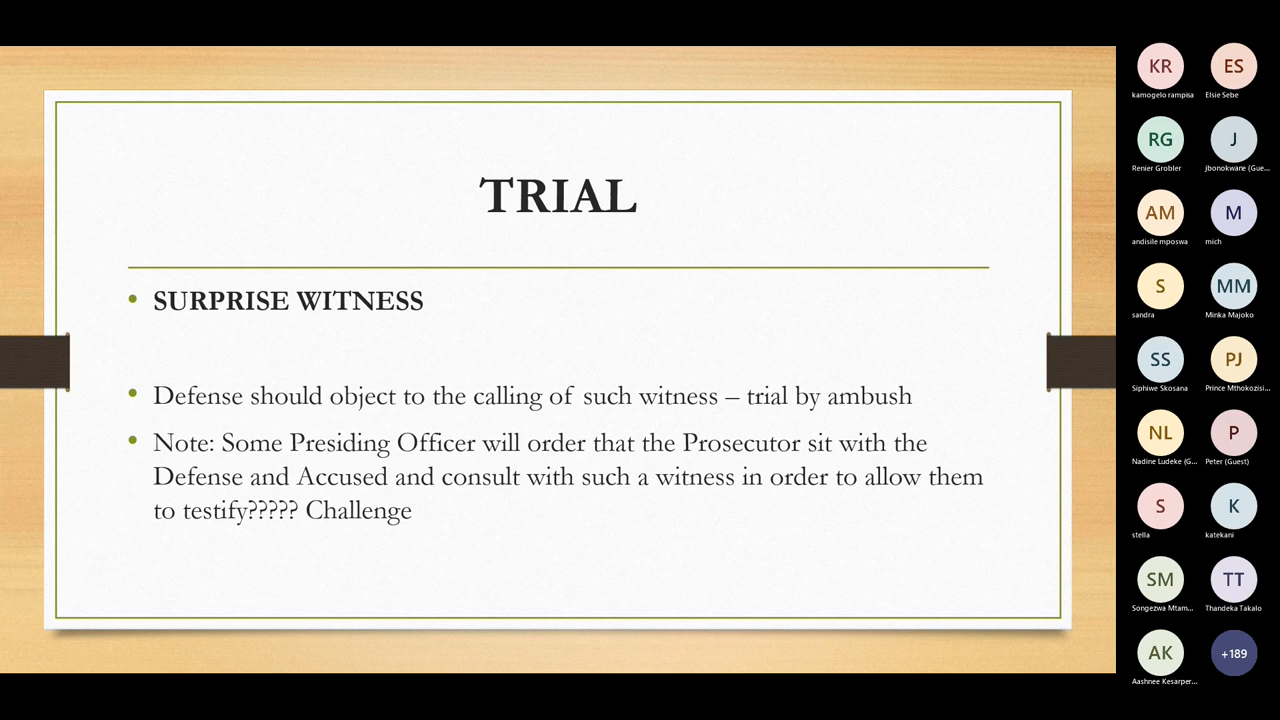 TRIAL
• SURPRISE WITNESS
• Defense should object to the calling of such witness – trial by ambush
• Note: Some Presiding Officer will order that the Prosecutor sit with the
Defense and Accused and consult with such a witness in order to allow them
to testify????? Challenge
KR ES
kamogelo rampisa Elsie Sebe
RG J
Renier Grobler jbonokwane (Gue...
AM M
andisile mposwa mich
S MM
sandra Minka Majoko
SS PJ
Siphiwe Skosana Prince Mthokozisi...
NL P
Nadine Ludeke (G... Peter (Guest)
S K
stella katekani
SM TT
Songezwa Mtam... Thandeka Takalo
AK +189
Aashnee Kesarper...